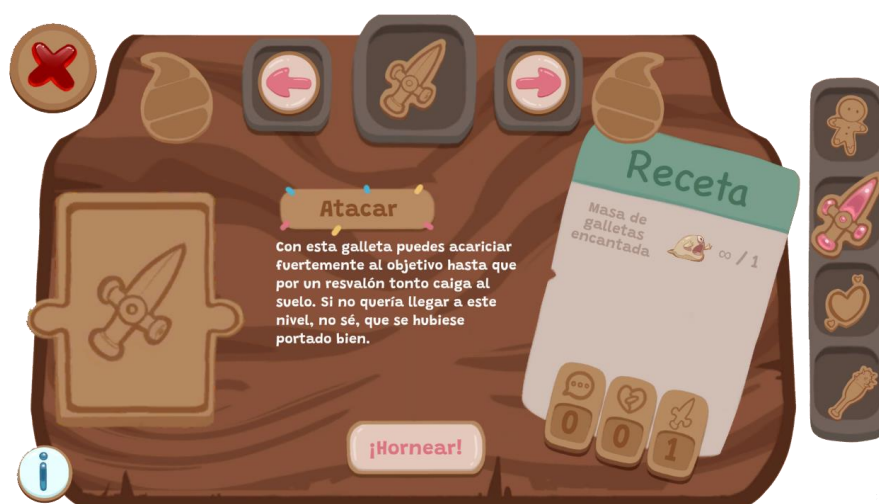 Receta
Masa de
galletas
encantada
∞ / 1
Atacar
Con esta galleta puedes acariciar
fuertemente al objetivo hasta que
por un resvalón tonto caiga al
suelo. Si no quería llegar a este
nivel, no sé, que se hubiese
portado bien.
0 0 1
¡Hornear!
i